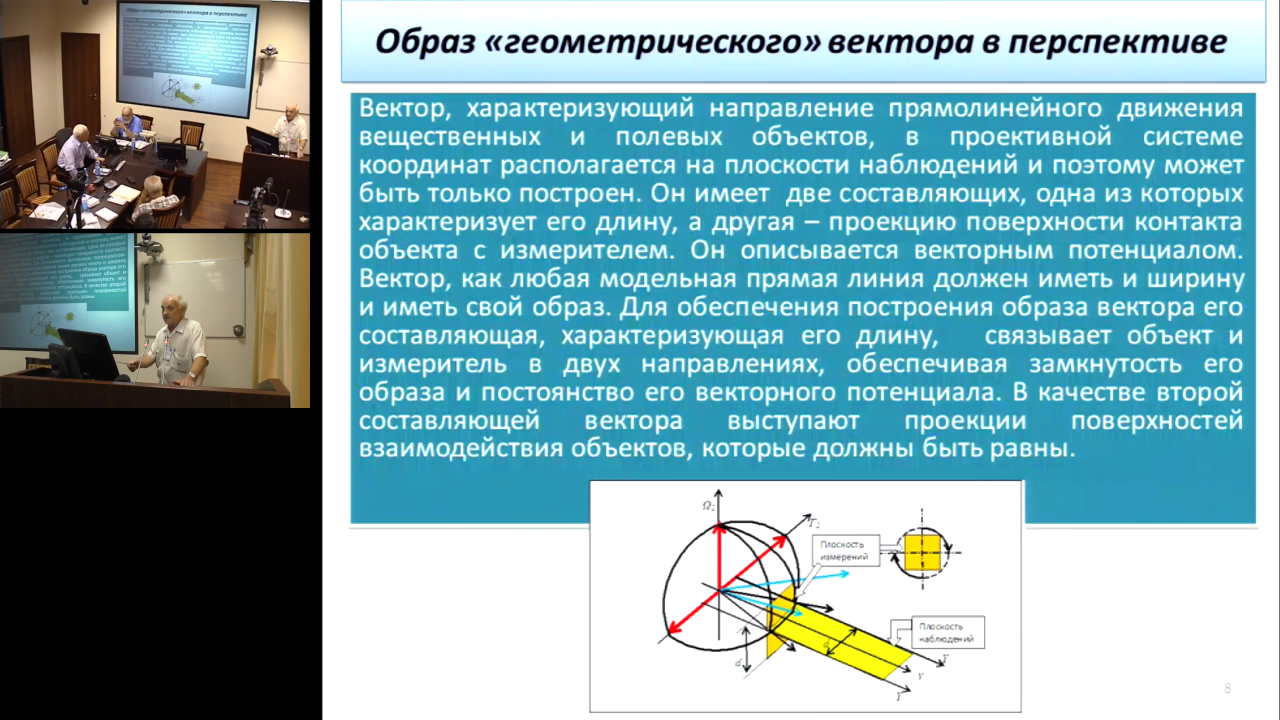 Образ «геометрического» вектора в перспективе
Вектор, характеризующий направление прямолинейного движения
вещественных и полевых объектов, в проективной системе
координат располагается на плоскости наблюдений и поэтому может
быть только построен. Он имеет две составляющих, одна из которых
характеризует его длину, а другая – проекцию поверхности контакта
объекта с измерителем. Он описывается векторным потенциалом.
Вектор, как любая модельная прямая линия должен иметь и ширину
и иметь свой образ. Для обеспечения построения образа вектора его
составляющая, характеризующая его длину, связывает объект и
измеритель в двух направлениях, обеспечивая замкнутость его
образа и постоянство его векторного потенциала. В качестве второй
составляющей вектора выступают проекции поверхностей
взаимодействия объектов, которые должны быть равны.
Плоскость
измерений
Плоскость
наблюдений
d
d
Y
Y
Y
8